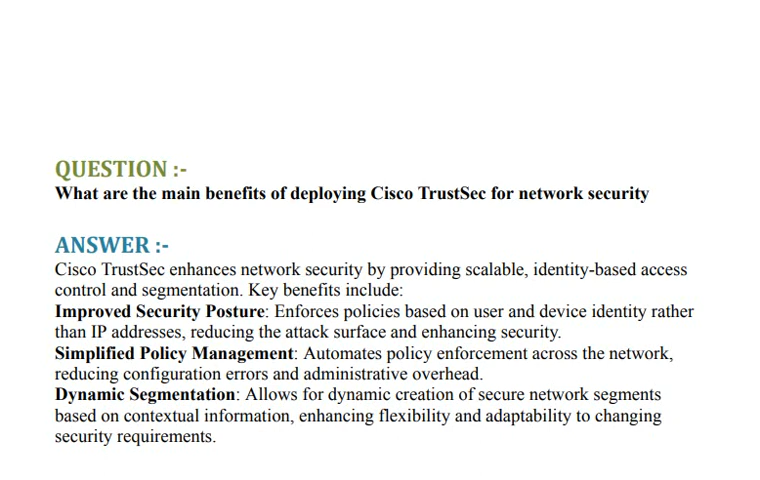 QUESTION :-
What are the main benefits of deploying Cisco TrustSec for network security
ANSWER :-
Cisco TrustSec enhances network security by providing scalable, identity-based access
control and segmentation. Key benefits include:
Improved Security Posture: Enforces policies based on user and device identity rather
than IP addresses, reducing the attack surface and enhancing security.
Simplified Policy Management: Automates policy enforcement across the network,
reducing configuration errors and administrative overhead.
Dynamic Segmentation: Allows for dynamic creation of secure network segments
based on contextual information, enhancing flexibility and adaptability to changing
security requirements.